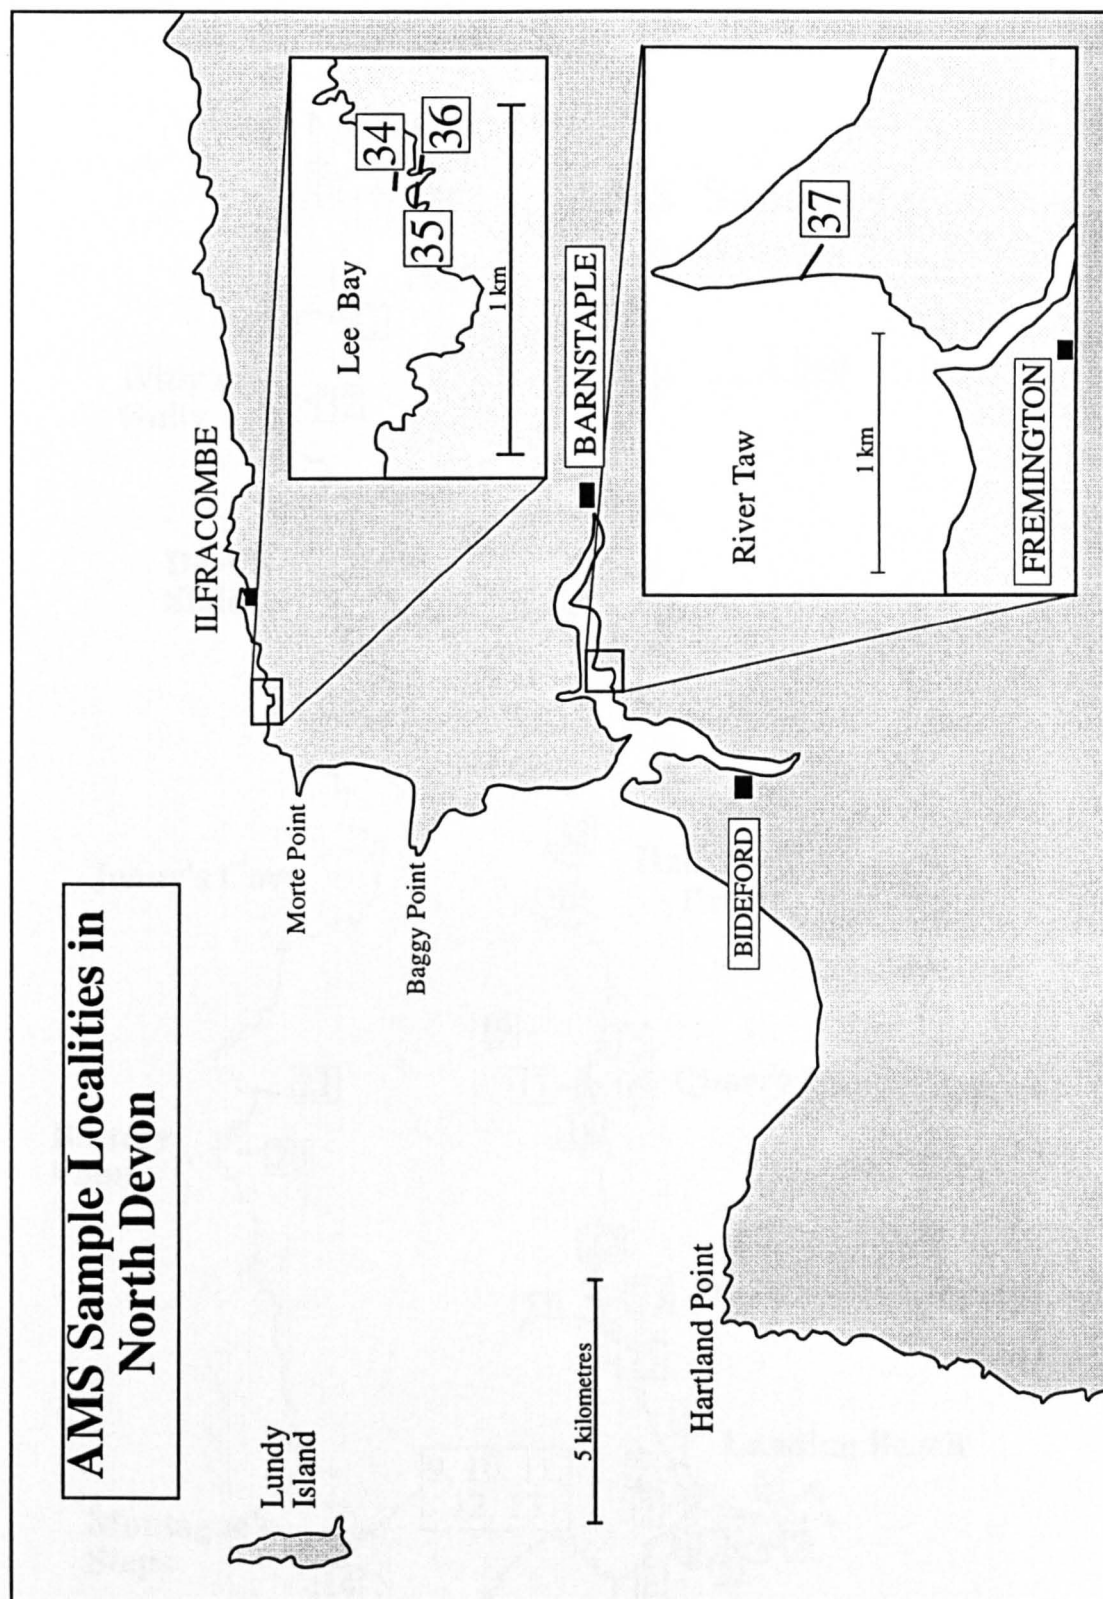 AMS Sample Localities in
North Devon
Lundy
Island
5 kilometres
Hartland Point
Morte Point
Baggy Point
BIDEFORD
ILFRACOMBE
BARNSTAPLE
Lee Bay
34
35
36
1 km
River Taw
37
1 km
FREMINGTON